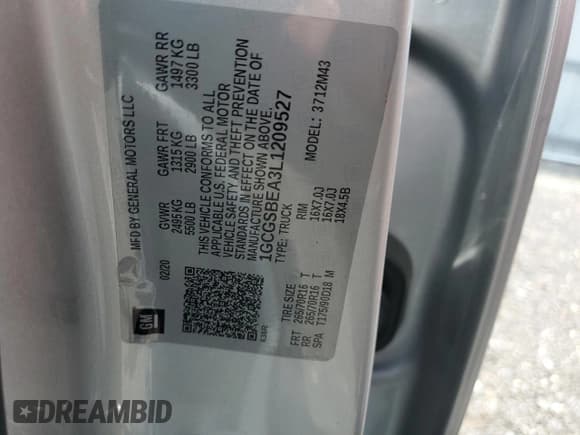 MFD BY GENERAL MOTORS LLC
02/20
GVWR
2495 KG
5500 LB
GAWR FRT
1315 KG
2900 LB
GAWR RR
1497 KG
3300 LB
THIS VEHICLE CONFORMS TO ALL
APPLICABLE U.S. FEDERAL MOTOR
VEHICLE SAFETY AND THEFT PREVENTION
STANDARDS IN EFFECT ON THE DATE OF
MANUFACTURE SHOWN ABOVE.
1GCGSBEA3L1209527
TYPE: TRUCK
MODEL: 3712M43
TIRE SIZE RIM
FRT 265/70R16 T 16X7.0J
RR 265/70R16 T 16X7.0J
SPA T175/90D18 M 18X4.5B
GM
DREAMBID